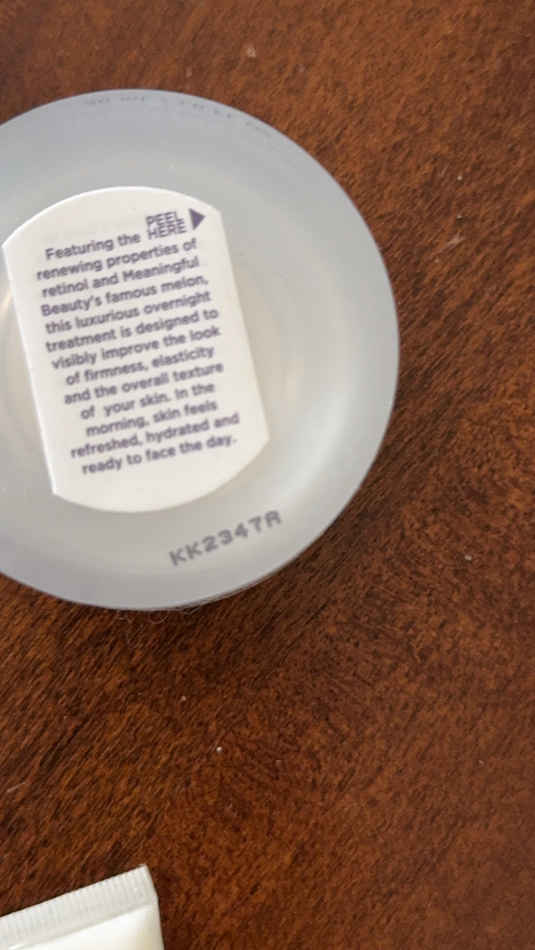 PEEL
HERE
Featuring the
renewing properties of
retinol and Meaningful
Beauty's famous melon,
this luxurious overnight
treatment is designed to
visibly improve the look
of firmness, elasticity
and the overall texture
of your skin. In the
morning, skin feels
refreshed, hydrated and
ready to face the day.
KK2347R